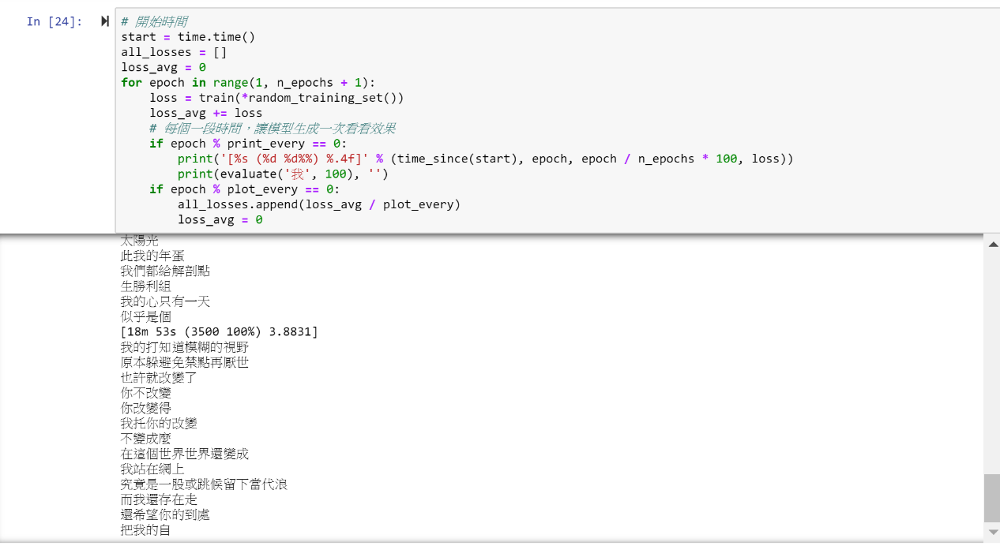 In [24]:
# 開始時間
start = time.time()
all_losses = []
loss_avg = 0
for epoch in range(1, n_epochs + 1):
    loss = train(*random_training_set())
    loss_avg += loss
    # 每個一段時間，讓模型生成一次看看效果
    if epoch % print_every == 0:
        print('[%s (%d %d%%) %.4f]' % (time_since(start), epoch, epoch / n_epochs * 100, loss))
        print(evaluate('我', 100), '')
    if epoch % plot_every == 0:
        all_losses.append(loss_avg / plot_every)
        loss_avg = 0
太陽光
此我的年蛋
我們都給解剖點
生勝利組
我的心只有一天
似乎是個
[18m 53s (3500 100%) 3.8831]
我的打知道模糊的視野
原本躲避免禁點再厭世
也許就改變了
你不改變
你改變得
我托你的改變
不變成麼
在這個世界世界還變成
我站在網上
究竟是一股或跳候留下當代浪
而我還存在走
還希望你的到處
把我的自